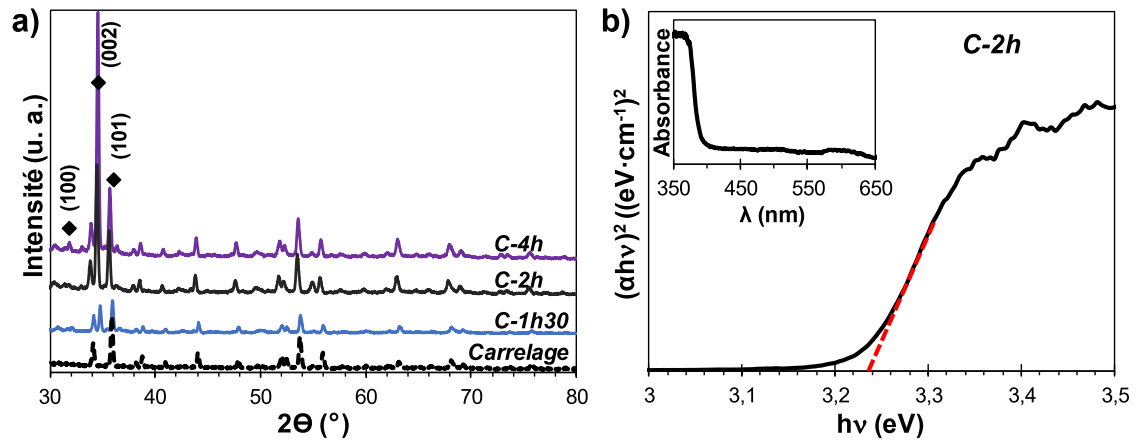 a)
Intensité (u. a.)
(100)
(002)
(101)
C-4h
C-2h
C-1h30
Carrelage
30 40 50 60 70 80
2Θ (°)
b)
C-2h
Absorbance
350 450 550 650
λ (nm)
(αhν)² ((eV·cm⁻¹)²
3 3,1 3,2 3,3 3,4 3,5
hν (eV)